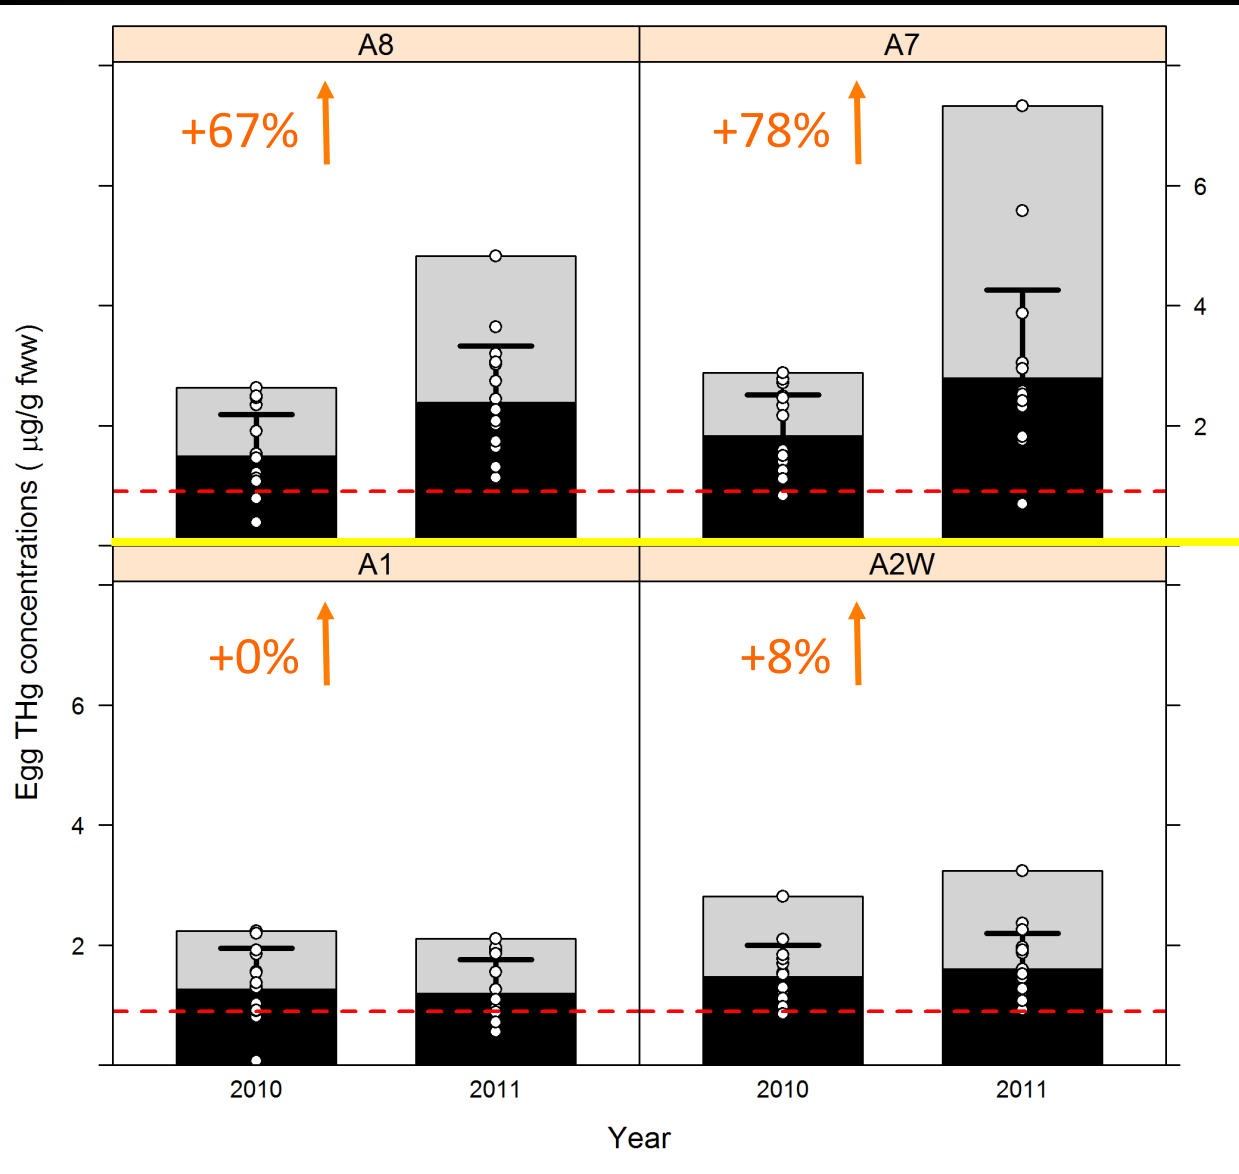 A8
A7
+67%
+78%
6
4
2
Egg THg concentrations ( µg/g fww)
A1
A2W
+0%
+8%
6
4
2
2010
2011
2010
2011
Year